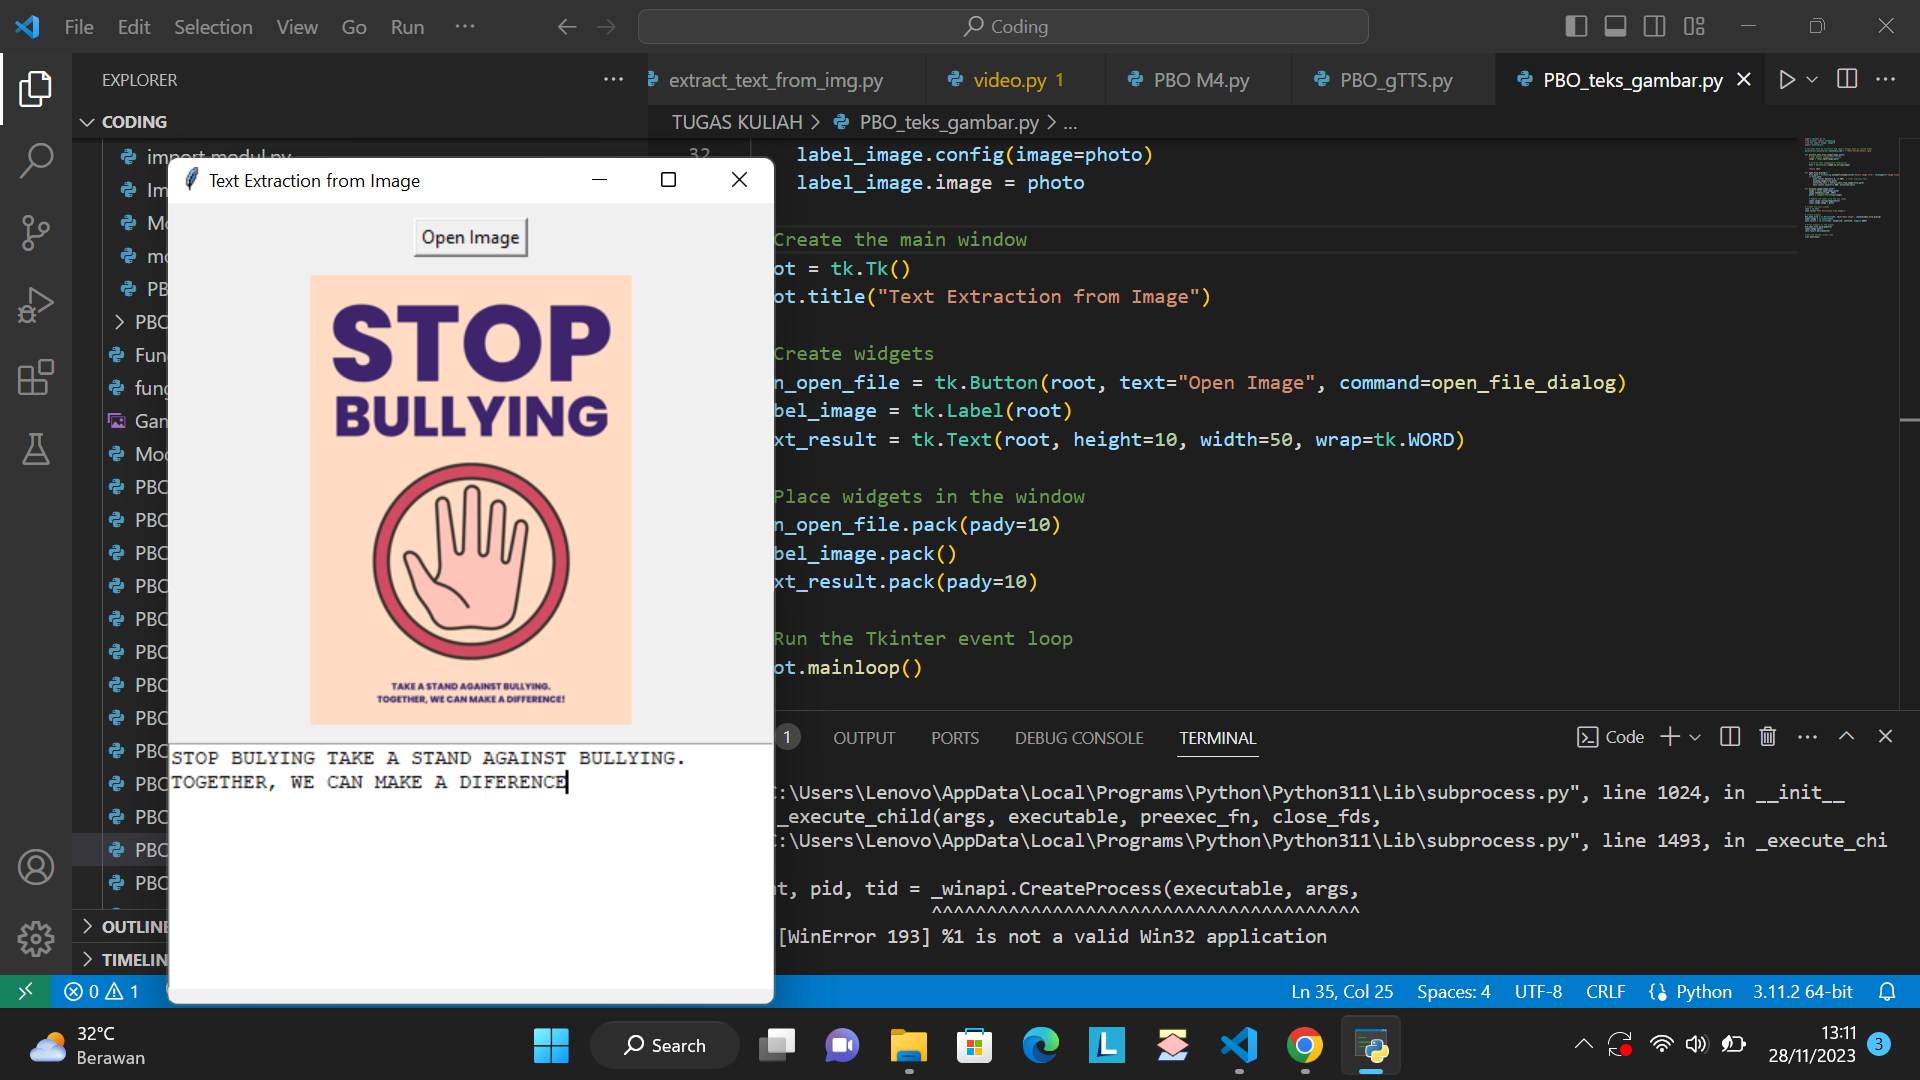 File Edit Selection View Go Run ...
Coding
EXPLORER
extract_text_from_img.py
video.py 1
PBO M4.py
PBO_gTTS.py
PBO_teks_gambar.py
CODING
TUGAS KULIAH > PBO_teks_gambar.py > ...
import modul.py
32
label_image.config(image=photo)
label_image.image = photo
Text Extraction from Image
Open Image
STOP
BULLYING
TAKE A STAND AGAINST BULLYING.
TOGETHER, WE CAN MAKE A DIFFERENCE!
STOP BULYING TAKE A STAND AGAINST BULLYING.
TOGETHER, WE CAN MAKE A DIFERENCE
Im
Mo
mo
PB
PBO
Fun
fung
Gam
Mod
PBO
PBO
PBO
PBO
PBO
PBO
PBO
PBO
PBO
PBO
PBO
PBO
PBO
OUTLINE
TIMELIN
Create the main window
ot = tk.Tk()
ot.title("Text Extraction from Image")
Create widgets
n_open_file = tk.Button(root, text="Open Image", command=open_file_dialog)
bel_image = tk.Label(root)
xt_result = tk.Text(root, height=10, width=50, wrap=tk.WORD)
Place widgets in the window
n_open_file.pack(pady=10)
bel_image.pack()
xt_result.pack(pady=10)
Run the Tkinter event loop
ot.mainloop()
1 OUTPUT PORTS DEBUG CONSOLE TERMINAL
Code
:\Users\Lenovo\AppData\Local\Programs\Python\Python311\Lib\subprocess.py", line 1024, in __init__
_execute_child(args, executable, preexec_fn, close_fds,
:\Users\Lenovo\AppData\Local\Programs\Python\Python311\Lib\subprocess.py", line 1493, in _execute_chi
t, pid, tid = _winapi.CreateProcess(executable, args,
^^^^^^^^^^^^^^^^^^^^^^^^^^^^^^^^^^^^^^^
[WinError 193] %1 is not a valid Win32 application
0 1
Ln 35, Col 25 Spaces: 4 UTF-8 CRLF Python 3.11.2 64-bit
32°C
Berawan
Search
L
13:11
28/11/2023
3